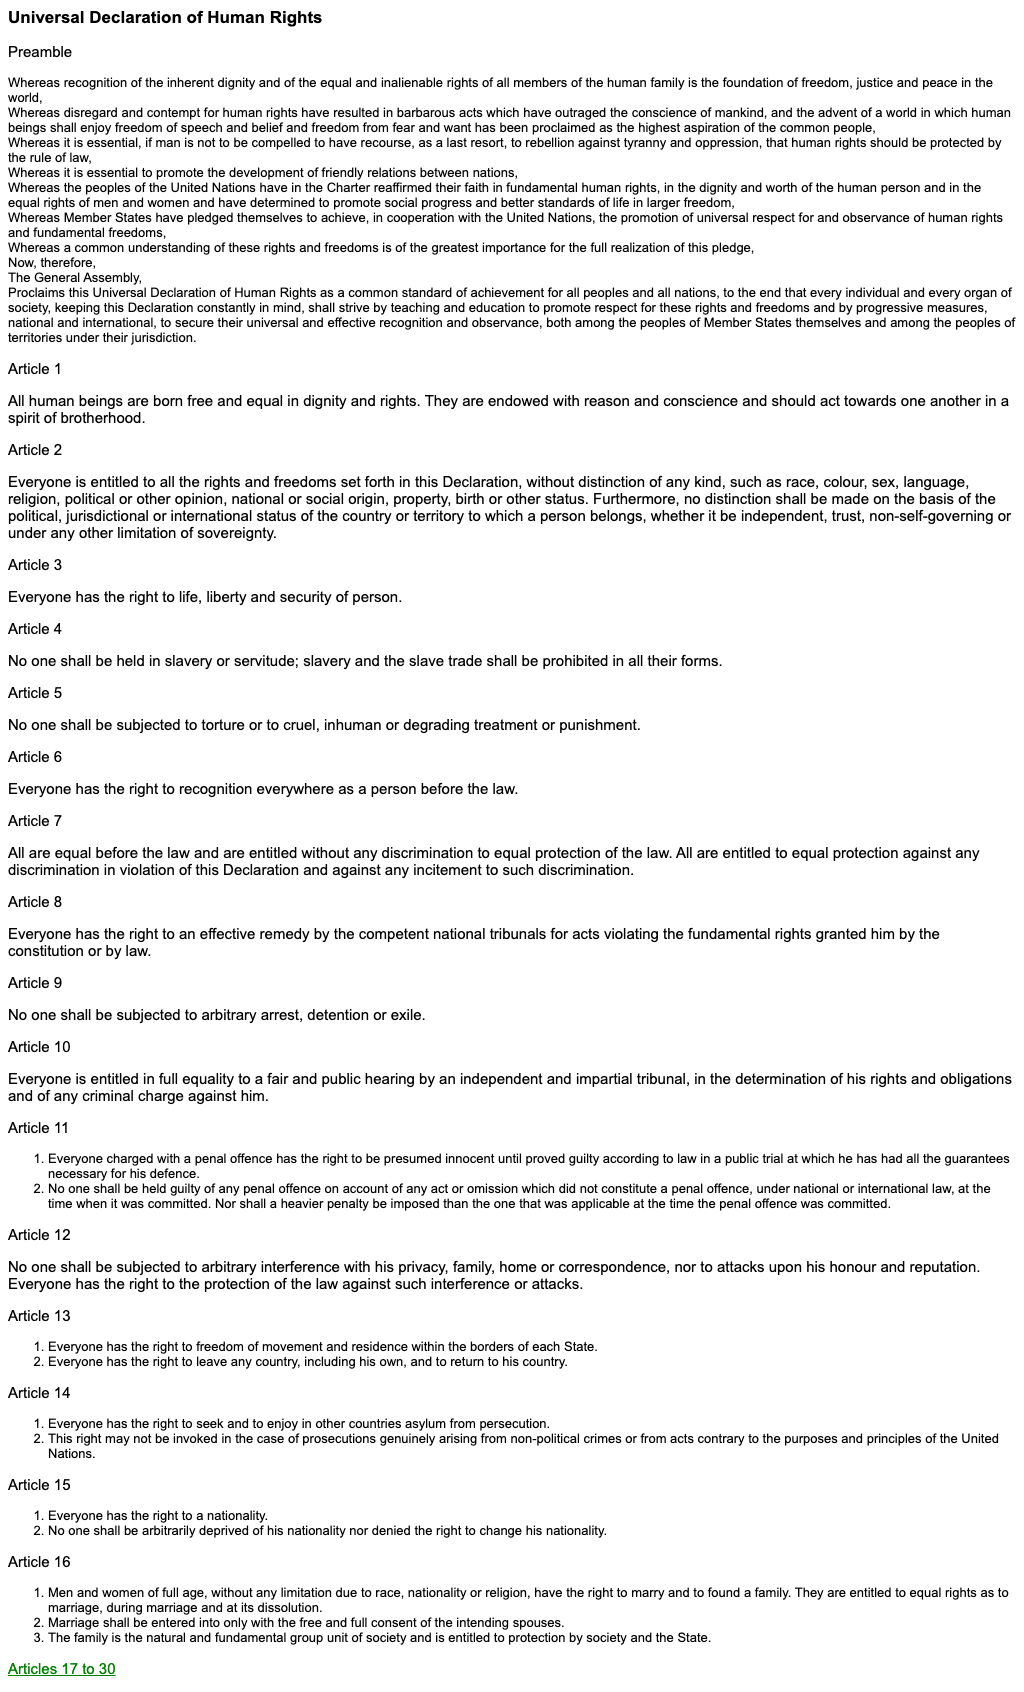 Universal Declaration of Human Rights
Preamble
Whereas recognition of the inherent dignity and of the equal and inalienable rights of all members of the human family is the foundation of freedom, justice and peace in the
world,
Whereas disregard and contempt for human rights have resulted in barbarous acts which have outraged the conscience of mankind, and the advent of a world in which human
beings shall enjoy freedom of speech and belief and freedom from fear and want has been proclaimed as the highest aspiration of the common people,
Whereas it is essential, if man is not to be compelled to have recourse, as a last resort, to rebellion against tyranny and oppression, that human rights should be protected by
the rule of law,
Whereas it is essential to promote the development of friendly relations between nations,
Whereas the peoples of the United Nations have in the Charter reaffirmed their faith in fundamental human rights, in the dignity and worth of the human person and in the
equal rights of men and women and have determined to promote social progress and better standards of life in larger freedom,
Whereas Member States have pledged themselves to achieve, in cooperation with the United Nations, the promotion of universal respect for and observance of human rights
and fundamental freedoms,
Whereas a common understanding of these rights and freedoms is of the greatest importance for the full realization of this pledge,
Now, therefore,
The General Assembly,
Proclaims this Universal Declaration of Human Rights as a common standard of achievement for all peoples and all nations, to the end that every individual and every organ of
society, keeping this Declaration constantly in mind, shall strive by teaching and education to promote respect for these rights and freedoms and by progressive measures,
national and international, to secure their universal and effective recognition and observance, both among the peoples of Member States themselves and among the peoples of
territories under their jurisdiction.
Article 1
All human beings are born free and equal in dignity and rights. They are endowed with reason and conscience and should act towards one another in a
spirit of brotherhood.
Article 2
Everyone is entitled to all the rights and freedoms set forth in this Declaration, without distinction of any kind, such as race, colour, sex, language,
religion, political or other opinion, national or social origin, property, birth or other status. Furthermore, no distinction shall be made on the basis of the
political, jurisdictional or international status of the country or territory to which a person belongs, whether it be independent, trust, non-self-governing or
under any other limitation of sovereignty.
Article 3
Everyone has the right to life, liberty and security of person.
Article 4
No one shall be held in slavery or servitude; slavery and the slave trade shall be prohibited in all their forms.
Article 5
No one shall be subjected to torture or to cruel, inhuman or degrading treatment or punishment.
Article 6
Everyone has the right to recognition everywhere as a person before the law.
Article 7
All are equal before the law and are entitled without any discrimination to equal protection of the law. All are entitled to equal protection against any
discrimination in violation of this Declaration and against any incitement to such discrimination.
Article 8
Everyone has the right to an effective remedy by the competent national tribunals for acts violating the fundamental rights granted him by the
constitution or by law.
Article 9
No one shall be subjected to arbitrary arrest, detention or exile.
Article 10
Everyone is entitled in full equality to a fair and public hearing by an independent and impartial tribunal, in the determination of his rights and obligations
and of any criminal charge against him.
Article 11
1. Everyone charged with a penal offence has the right to be presumed innocent until proved guilty according to law in a public trial at which he has had all the guarantees
necessary for his defence.
2. No one shall be held guilty of any penal offence on account of any act or omission which did not constitute a penal offence, under national or international law, at the
time when it was committed. Nor shall a heavier penalty be imposed than the one that was applicable at the time the penal offence was committed.
Article 12
No one shall be subjected to arbitrary interference with his privacy, family, home or correspondence, nor to attacks upon his honour and reputation.
Everyone has the right to the protection of the law against such interference or attacks.
Article 13
1. Everyone has the right to freedom of movement and residence within the borders of each State.
2. Everyone has the right to leave any country, including his own, and to return to his country.
Article 14
1. Everyone has the right to seek and to enjoy in other countries asylum from persecution.
2. This right may not be invoked in the case of prosecutions genuinely arising from non-political crimes or from acts contrary to the purposes and principles of the United
Nations.
Article 15
1. Everyone has the right to a nationality.
2. No one shall be arbitrarily deprived of his nationality nor denied the right to change his nationality.
Article 16
1. Men and women of full age, without any limitation due to race, nationality or religion, have the right to marry and to found a family. They are entitled to equal rights as to
marriage, during marriage and at its dissolution.
2. Marriage shall be entered into only with the free and full consent of the intending spouses.
3. The family is the natural and fundamental group unit of society and is entitled to protection by society and the State.
Articles 17 to 30